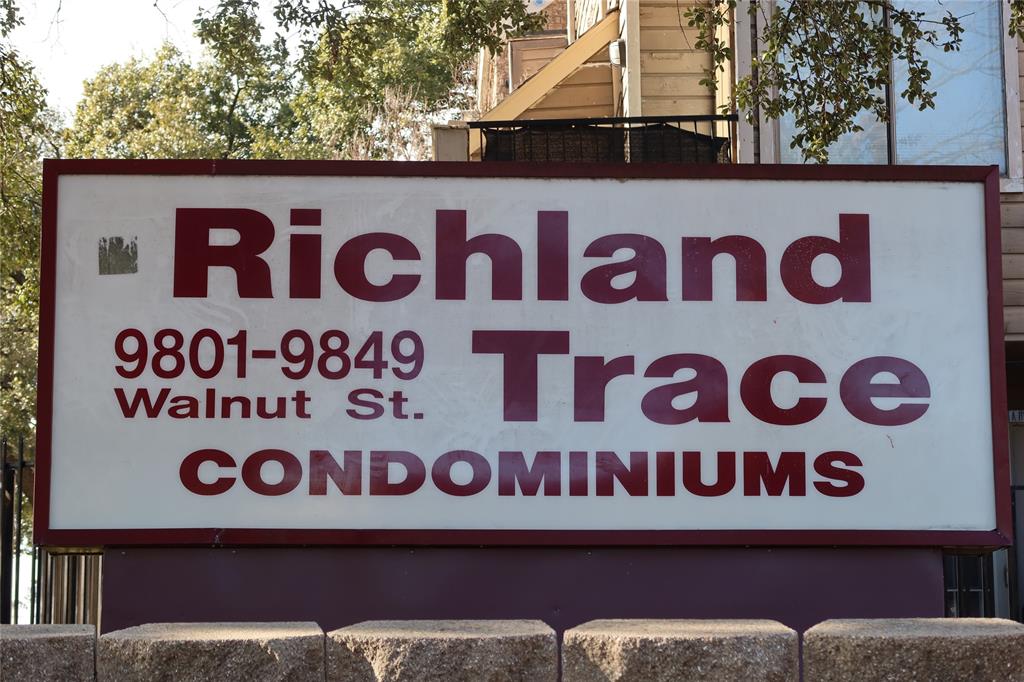 Richland
9801-9849 Trace
Walnut St.
CONDOMINIUMS